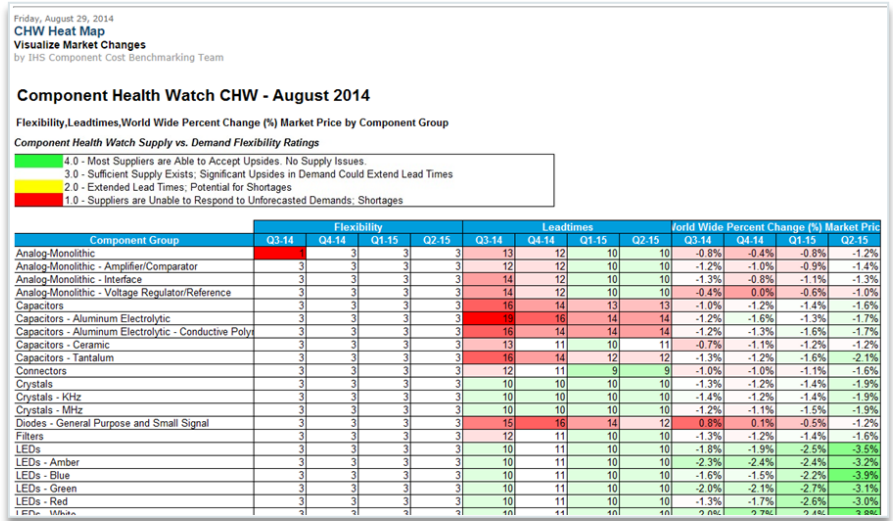 Friday, August 29, 2014
CHW Heat Map
Visualize Market Changes
by IHS Component Cost Benchmarking Team
Component Health Watch CHW - August 2014
Flexibility,Leadtimes,World Wide Percent Change (%) Market Price by Component Group
Component Health Watch Supply vs. Demand Flexibility Ratings
4.0 - Most Suppliers are Able to Accept Upsides. No Supply Issues.
3.0 - Sufficient Supply Exists; Significant Upsides in Demand Could Extend Lead Times
2.0 - Extended Lead Times; Potential for Shortages
1.0 - Suppliers are Unable to Respond to Unforecasted Demands; Shortages
Flexibility Leadtimes World Wide Percent Change (%) Market Pric
Component Group Q3-14 Q4-14 Q1-15 Q2-15 Q3-14 Q4-14 Q1-15 Q2-15 Q3-14 Q4-14 Q1-15 Q2-15
Analog-Monolithic 1 3 3 3 13 12 10 10 -0.8% -0.4% -0.8% -1.2%
Analog-Monolithic - Amplifier/Comparator 3 3 3 3 12 12 10 10 -1.2% -1.0% -0.9% -1.4%
Analog-Monolithic - Interface 3 3 3 3 14 12 10 10 -1.3% -0.8% -1.1% -1.3%
Analog-Monolithic - Voltage Regulator/Reference 3 3 3 3 14 12 10 10 -0.4% 0.0% -0.6% -1.0%
Capacitors 3 3 3 3 16 14 13 13 -1.0% -1.2% -1.4% -1.6%
Capacitors - Aluminum Electrolytic 3 3 3 3 19 16 14 14 -1.2% -1.6% -1.3% -1.7%
Capacitors - Aluminum Electrolytic - Conductive Polyr 3 3 3 3 16 14 14 14 -1.2% -1.3% -1.6% -1.7%
Capacitors - Ceramic 3 3 3 3 13 11 10 11 -0.7% -1.1% -1.2% -1.2%
Capacitors - Tantalum 3 3 3 3 16 14 12 12 -1.3% -1.2% -1.6% -2.1%
Connectors 3 3 3 3 12 11 9 9 -1.0% -1.0% -1.1% -1.6%
Crystals 3 3 3 3 10 10 10 10 -1.3% -1.2% -1.4% -1.9%
Crystals - KHz 3 3 3 3 10 10 10 10 -1.4% -1.2% -1.4% -1.9%
Crystals - MHz 3 3 3 3 10 10 10 10 -1.2% -1.1% -1.5% -1.9%
Diodes - General Purpose and Small Signal 3 3 3 3 15 16 14 12 0.8% 0.1% -0.5% -1.2%
Filters 3 3 3 3 12 11 10 10 -1.3% -1.2% -1.4% -1.6%
LEDs 3 3 3 3 10 11 10 10 -1.8% -1.9% -2.5% -3.5%
LEDs - Amber 3 3 3 3 10 11 10 10 -2.3% -2.4% -2.4% -3.2%
LEDs - Blue 3 3 3 3 10 11 10 10 -1.6% -1.5% -2.2% -3.9%
LEDs - Green 3 3 3 3 10 11 10 10 -2.0% -2.1% -2.7% -3.1%
LEDs - Red 3 3 3 3 10 11 10 10 -1.3% -1.7% -2.6% -3.0%
LEDs - White 3 3 3 3 10 11 10 10 -2.0% -2.7% -2.4% -3.8%